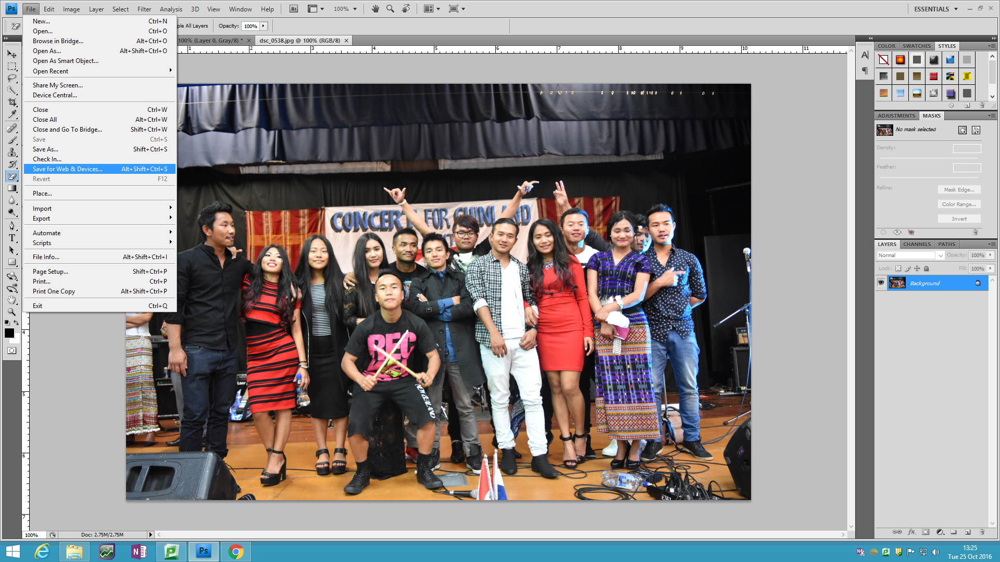 Ps File Edit Image Layer Select Filter Analysis 3D View Window Help Br 100% ESSENTIALS
ple All Layers Opacity: 100%
100% (Layer 0, Gray/8) * dsc_0538.jpg @ 100% (RGB/8)
1 2 3 4 5 6 7 8 9 10 11
New... Ctrl+N
Open... Ctrl+O
Browse in Bridge... Alt+Ctrl+O
Open As... Alt+Shift+Ctrl+O
Open As Smart Object...
Open Recent
Share My Screen...
Device Central...
Close Ctrl+W
Close All Alt+Ctrl+W
Close and Go To Bridge... Shift+Ctrl+W
Save Ctrl+S
Save As... Shift+Ctrl+S
Check In...
Save for Web & Devices... Alt+Shift+Ctrl+S
Revert F12
Place...
Import
Export
Automate
Scripts
File Info... Alt+Shift+Ctrl+I
Page Setup... Shift+Ctrl+P
Print... Ctrl+P
Print One Copy Alt+Shift+Ctrl+P
Exit Ctrl+Q
4
5
6
7
CONCERT FOR CHINLAND
REC
COLOR SWATCHES STYLES
ADJUSTMENTS MASKS
No mask selected
Density:
Feather:
Refine:
Mask Edge...
Color Range...
Invert
LAYERS CHANNELS PATHS
Normal Opacity: 100%
Lock: Fill: 100%
Background
100% Doc: 2.75M/2.75M
Ps
13:25
Tue 25 Oct 2016